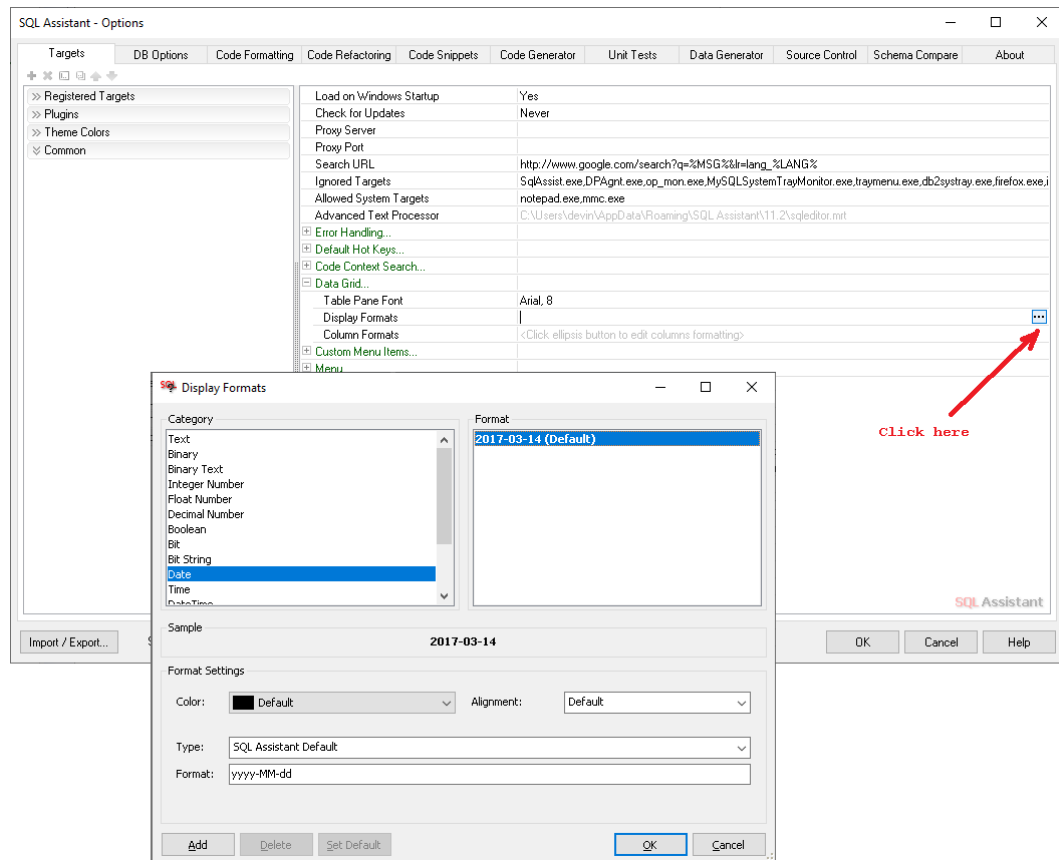 SQL Assistant - Options
Targets DB Options Code Formatting Code Refactoring Code Snippets Code Generator Unit Tests Data Generator Source Control Schema Compare About
Registered Targets
Plugins
Theme Colors
Common
Load on Windows Startup Yes
Check for Updates Never
Proxy Server
Proxy Port
Search URL http://www.google.com/search?q=%MSG%&lr=lang_%LANG%
Ignored Targets SqlAssist.exe,DPAgnt.exe,op_mon.exe,MySQLSystemTrayMonitor.exe,traymenu.exe,db2systray.exe,firefox.exe,i
Allowed System Targets notepad.exe,mmc.exe
Advanced Text Processor C:\Users\devin\AppData\Roaming\SQL Assistant\11.2\sqleditor.mrt
Error Handling...
Default Hot Keys...
Code Context Search...
Data Grid...
Table Pane Font Arial, 8
Display Formats
Column Formats <Click ellipsis button to edit columns formatting>
Custom Menu Items...
Menu
Click here
SQL Assistant
Import / Export... OK Cancel Help
SQL Display Formats
Category
Text
Binary
Binary Text
Integer Number
Float Number
Decimal Number
Boolean
Bit
Bit String
Date
Time
DateTime
Format
2017-03-14 (Default)
Sample
2017-03-14
Format Settings
Color: Default Alignment: Default
Type: SQL Assistant Default
Format: yyyy-MM-dd
Add Delete Set Default OK Cancel